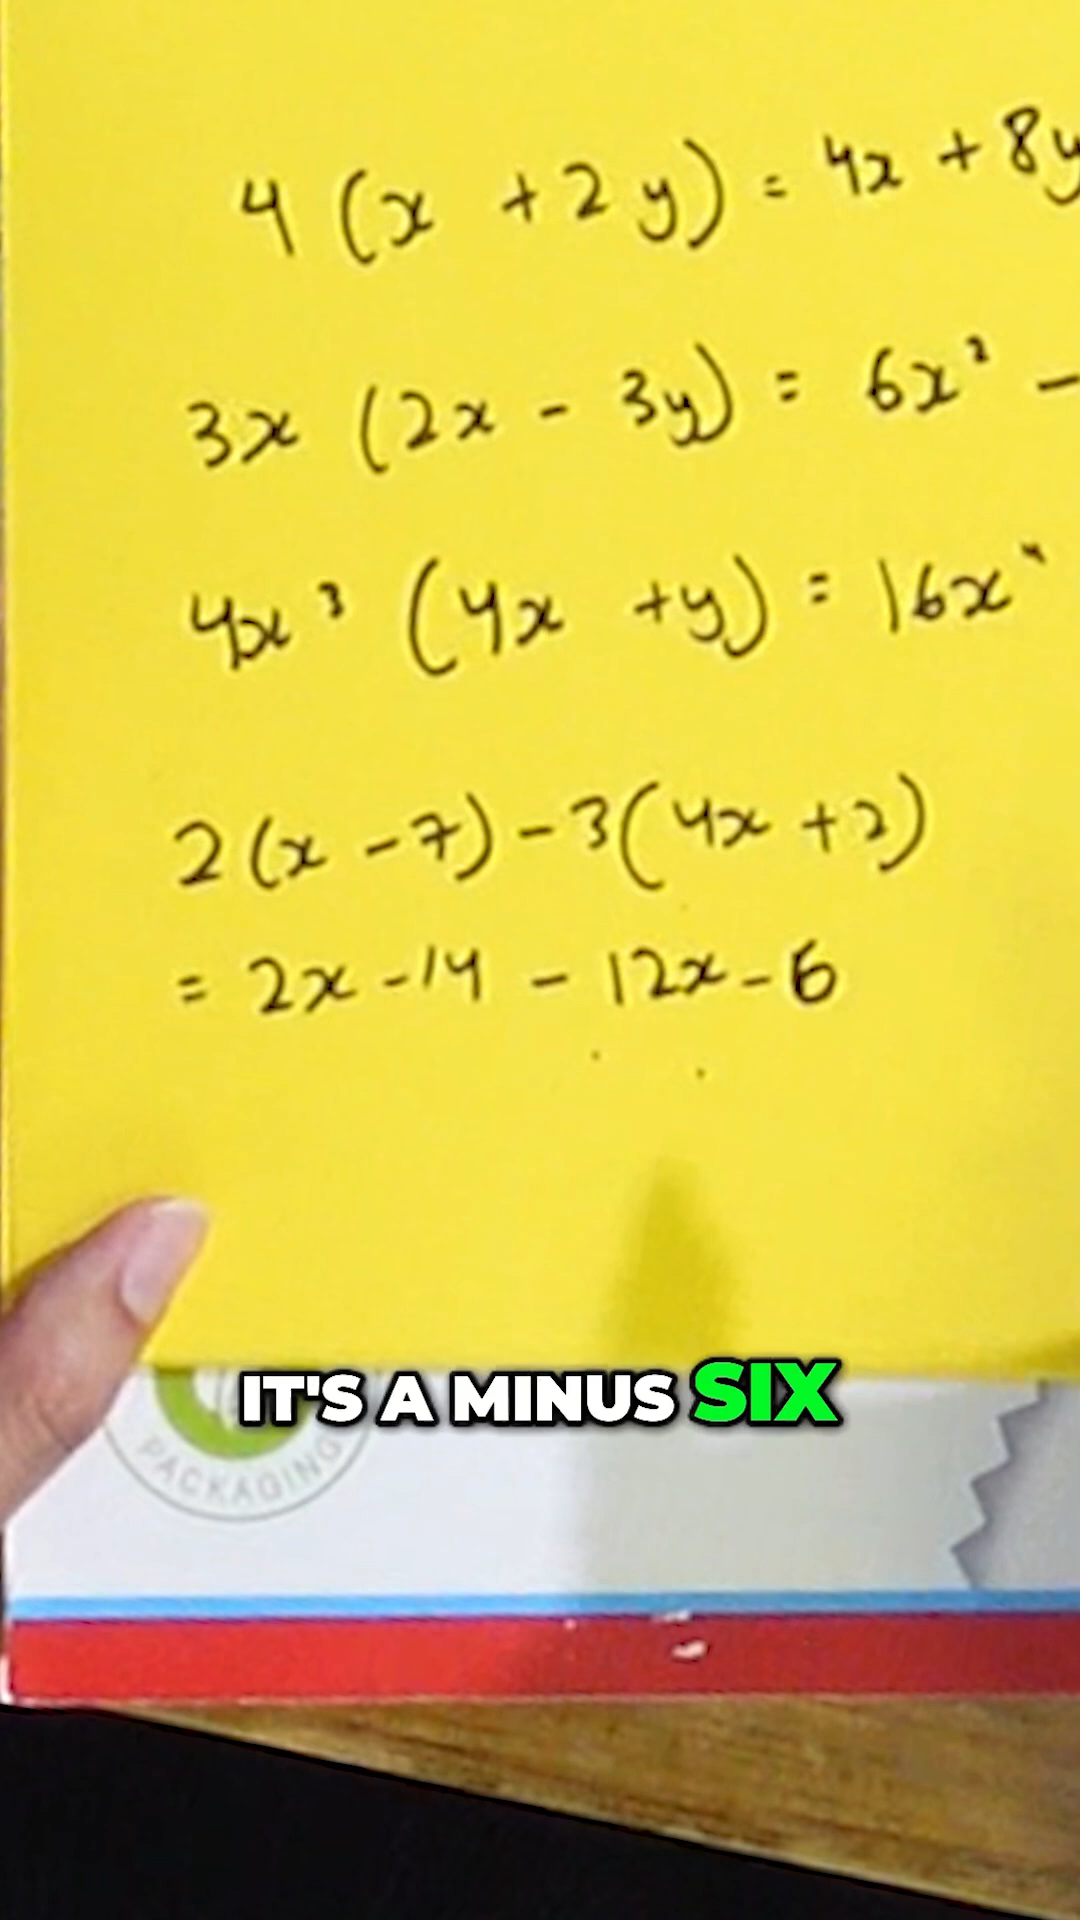 4 (x + 2y) = 4x + 8y
3x (2x - 3y) = 6x² -
4x³ (4x + y) = 16x⁴
2(x - 7) - 3(4x + 2)
= 2x - 14 - 12x - 6
IT'S A MINUS SIX
PACKAGING